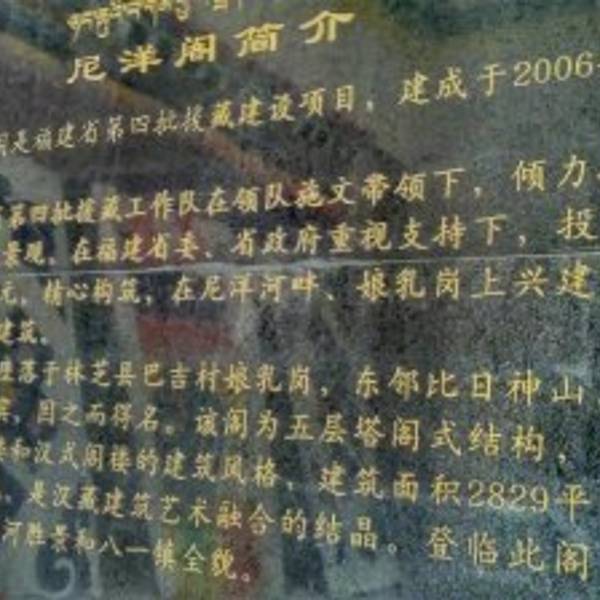 尼洋阁简介
阁是福建省第四批援藏建设项目，建成于2006
第四批援藏工作队在领队施文带领下，倾力
景观，在福建省委、省政府重视支持下，投
元，精心构筑，在尼洋河畔、娘乳岗上兴建
建筑。
落于林芝县巴吉村娘乳岗，东邻比日神山
，因之而得名。该阁为五层塔阁式结构，
和汉式阁楼的建筑风格，建筑面积2829平
，是汉藏建筑艺术融合的结晶。登临此阁
河胜景和八一镇全貌。